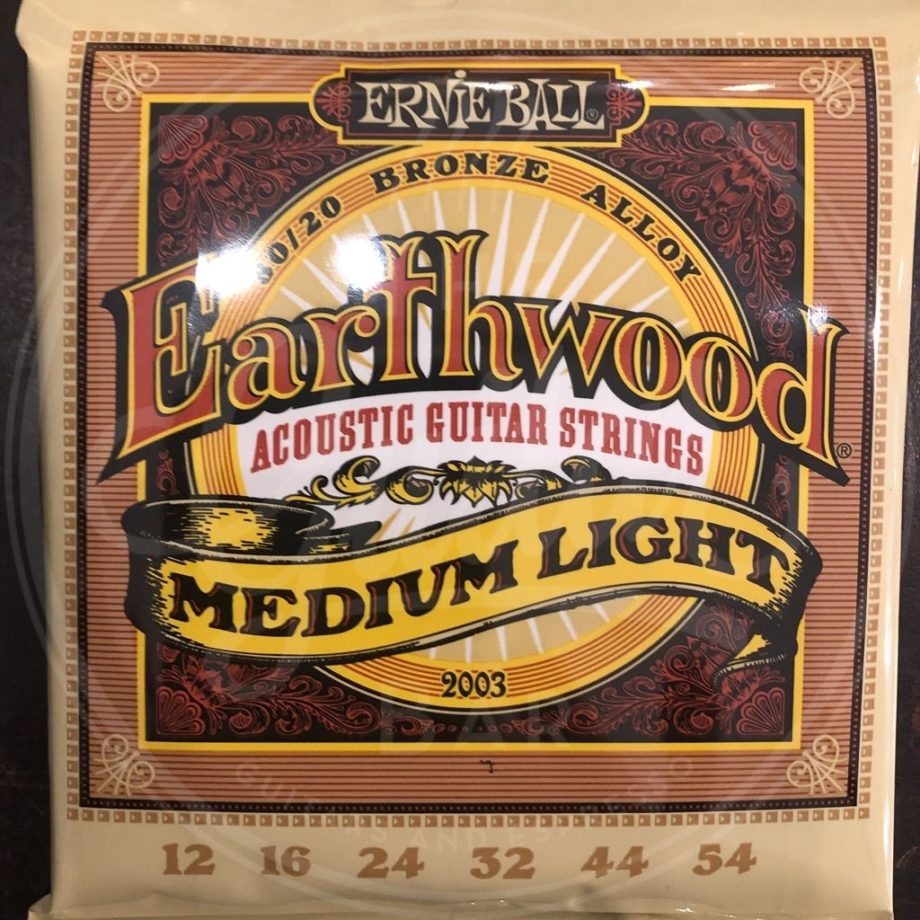 ERNIE BALL
80/20 BRONZE ALLOY
Earthwood®
ACOUSTIC GUITAR STRINGS
MEDIUM LIGHT
2003
BAR
12 16 24 32 44 54